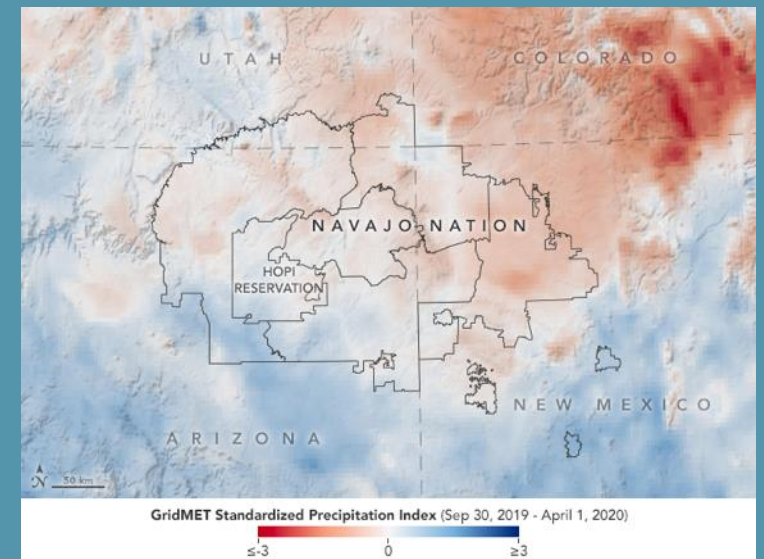 UTAH
COLORADO
NAVAJO NATION
HOPI
RESERVATION
NEW MEXICO
ARIZONA
N
50 km
GridMET Standardized Precipitation Index (Sep 30, 2019 - April 1, 2020)
≤-3 0 ≥3